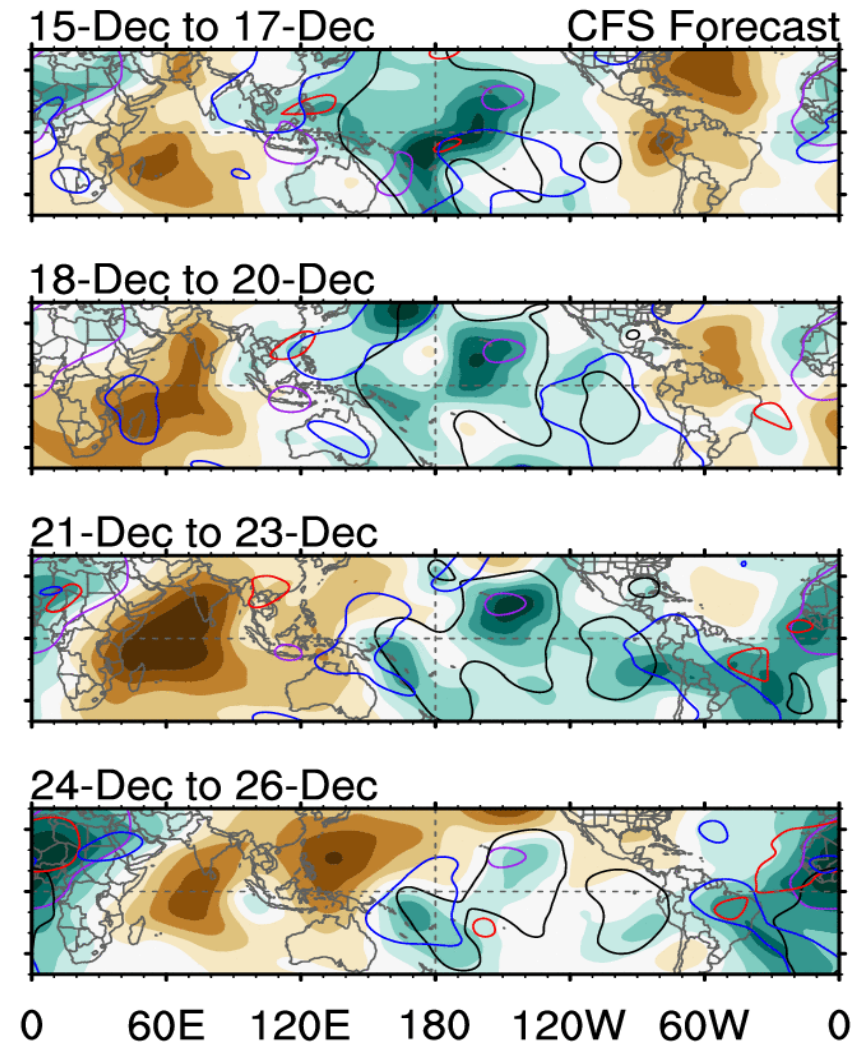 15-Dec to 17-Dec CFS Forecast
18-Dec to 20-Dec
21-Dec to 23-Dec
24-Dec to 26-Dec
0 60E 120E 180 120W 60W 0